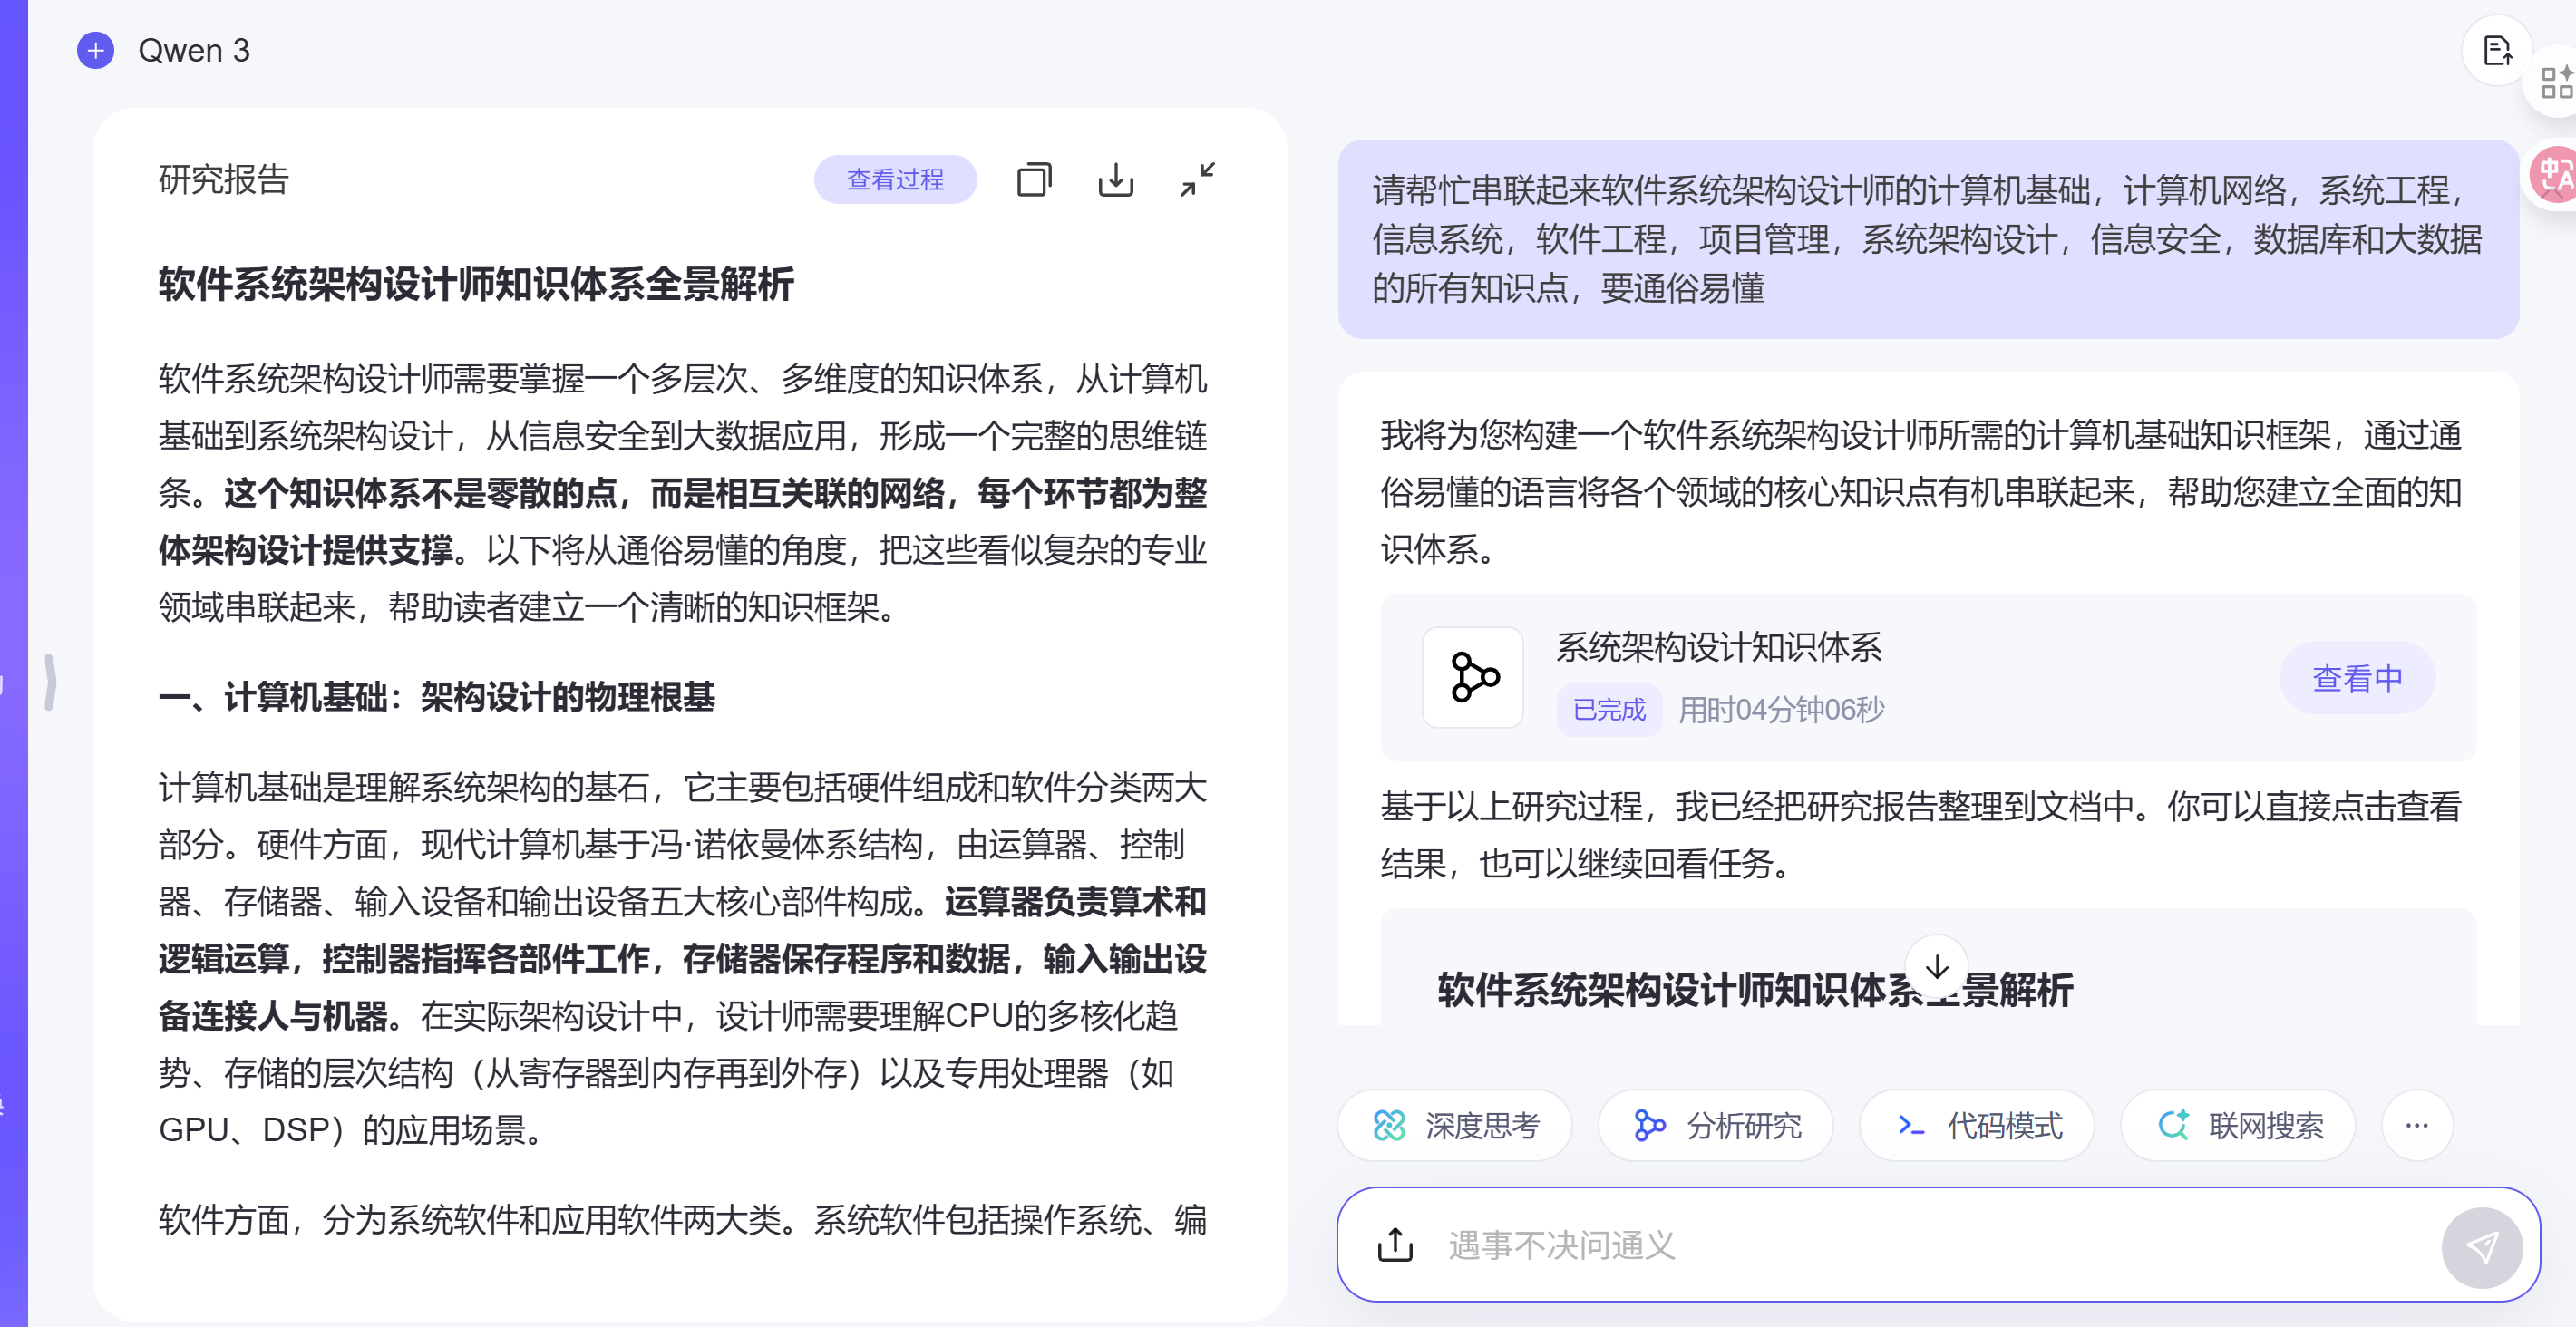 Qwen 3
研究报告
查看过程
软件系统架构设计师知识体系全景解析
软件系统架构设计师需要掌握一个多层次、多维度的知识体系，从计算机
基础到系统架构设计，从信息安全到大数据应用，形成一个完整的思维链
条。这个知识体系不是零散的点，而是相互关联的网络，每个环节都为整
体架构设计提供支撑。以下将从通俗易懂的角度，把这些看似复杂的专业
领域串联起来，帮助读者建立一个清晰的知识框架。
一、计算机基础：架构设计的物理根基
计算机基础是理解系统架构的基石，它主要包括硬件组成和软件分类两大
部分。硬件方面，现代计算机基于冯·诺依曼体系结构，由运算器、控制
器、存储器、输入设备和输出设备五大核心部件构成。运算器负责算术和
逻辑运算，控制器指挥各部件工作，存储器保存程序和数据，输入输出设
备连接人与机器。在实际架构设计中，设计师需要理解CPU的多核化趋
势、存储的层次结构（从寄存器到内存再到外存）以及专用处理器（如
GPU、DSP）的应用场景。
软件方面，分为系统软件和应用软件两大类。系统软件包括操作系统、编
请帮忙串联起来软件系统架构设计师的计算机基础，计算机网络，系统工程，
信息系统，软件工程，项目管理，系统架构设计，信息安全，数据库和大数据
的所有知识点，要通俗易懂
我将为您构建一个软件系统架构设计师所需的计算机基础知识框架，通过通
俗易懂的语言将各个领域的核心知识点有机串联起来，帮助您建立全面的知
识体系。
系统架构设计知识体系
已完成 用时04分钟06秒
查看中
基于以上研究过程，我已经把研究报告整理到文档中。你可以直接点击查看
结果，也可以继续回看任务。
软件系统架构设计师知识体系全景解析
深度思考
分析研究
代码模式
联网搜索
遇事不决问通义
中A